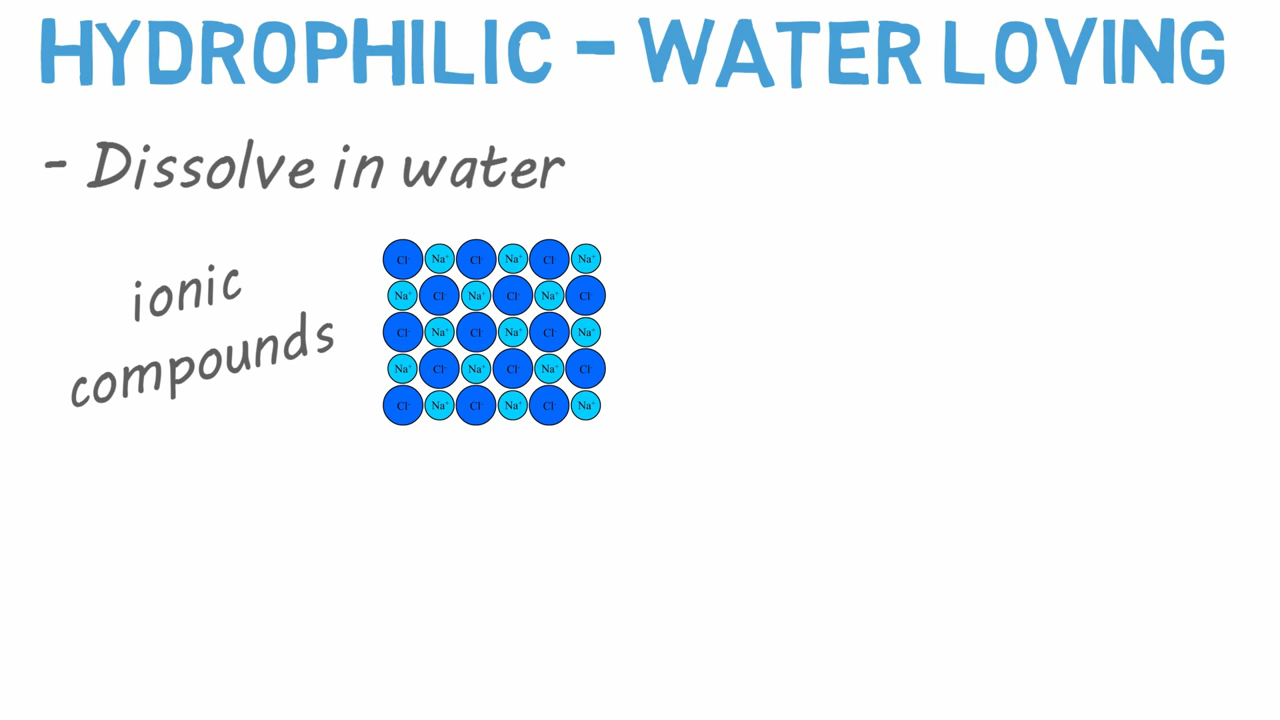 HYDROPHILIC - WATER LOVING
- Dissolve in water
ionic
compounds
Cl⁻ Na⁺ Cl⁻ Na⁺ Cl⁻ Na⁺
Na⁺ Cl⁻ Na⁺ Cl⁻ Na⁺ Cl⁻
Cl⁻ Na⁺ Cl⁻ Na⁺ Cl⁻ Na⁺
Na⁺ Cl⁻ Na⁺ Cl⁻ Na⁺ Cl⁻
Cl⁻ Na⁺ Cl⁻ Na⁺ Cl⁻ Na⁺